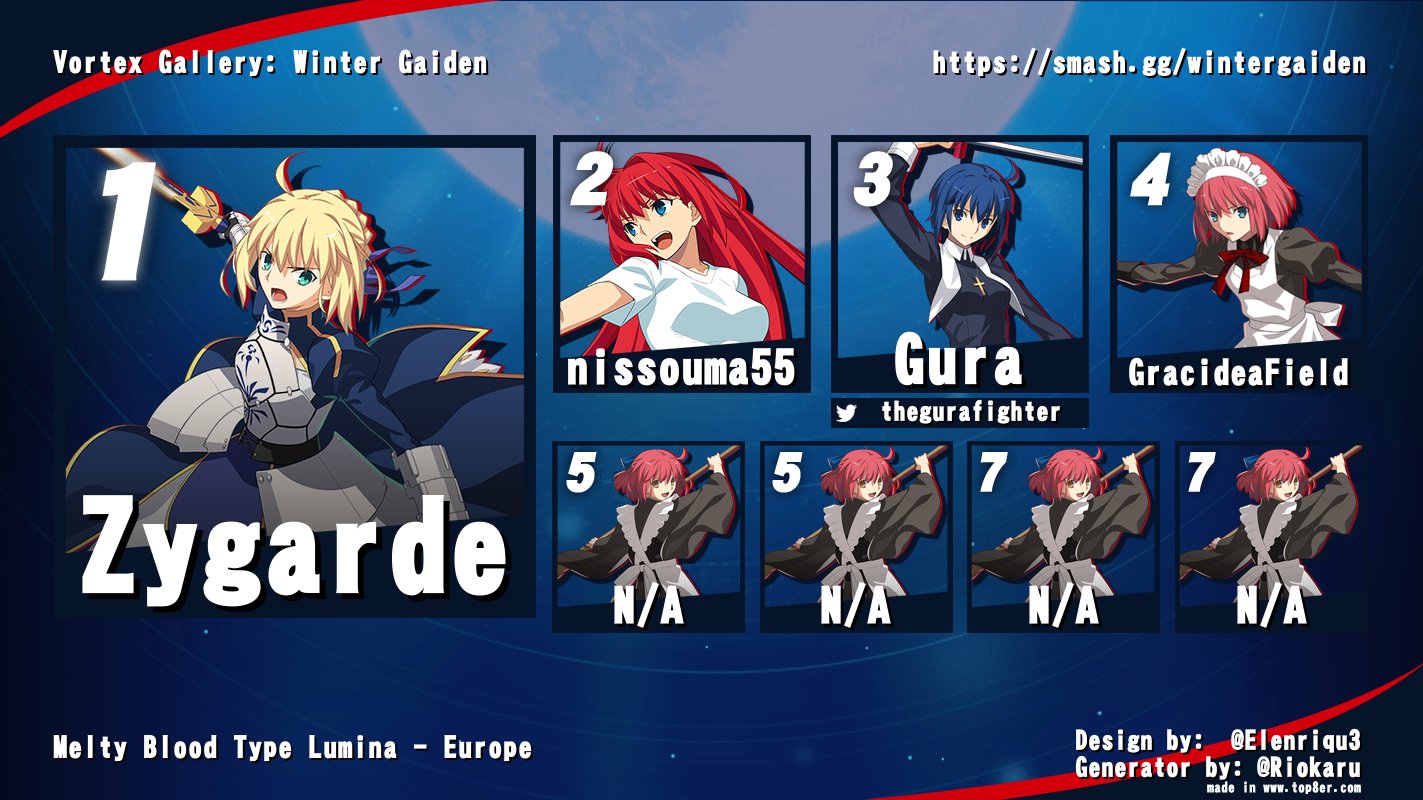 Vortex Gallery: Winter Gaiden
https://smash.gg/wintergaiden
1
Zygarde
2
nissouma55
3
Gura
thegurafighter
4
GracideaField
5
N/A
5
N/A
7
N/A
7
N/A
Melty Blood Type Lumina - Europe
Design by: @Elenriqu3
Generator by: @Riokaru
made in www.top8er.com